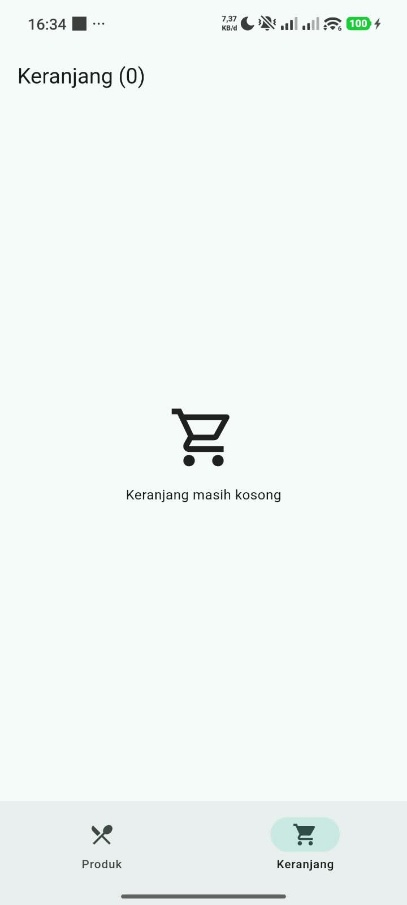 16:34 ...
7,37
KB/d
100
Keranjang (0)
Keranjang masih kosong
Produk
Keranjang